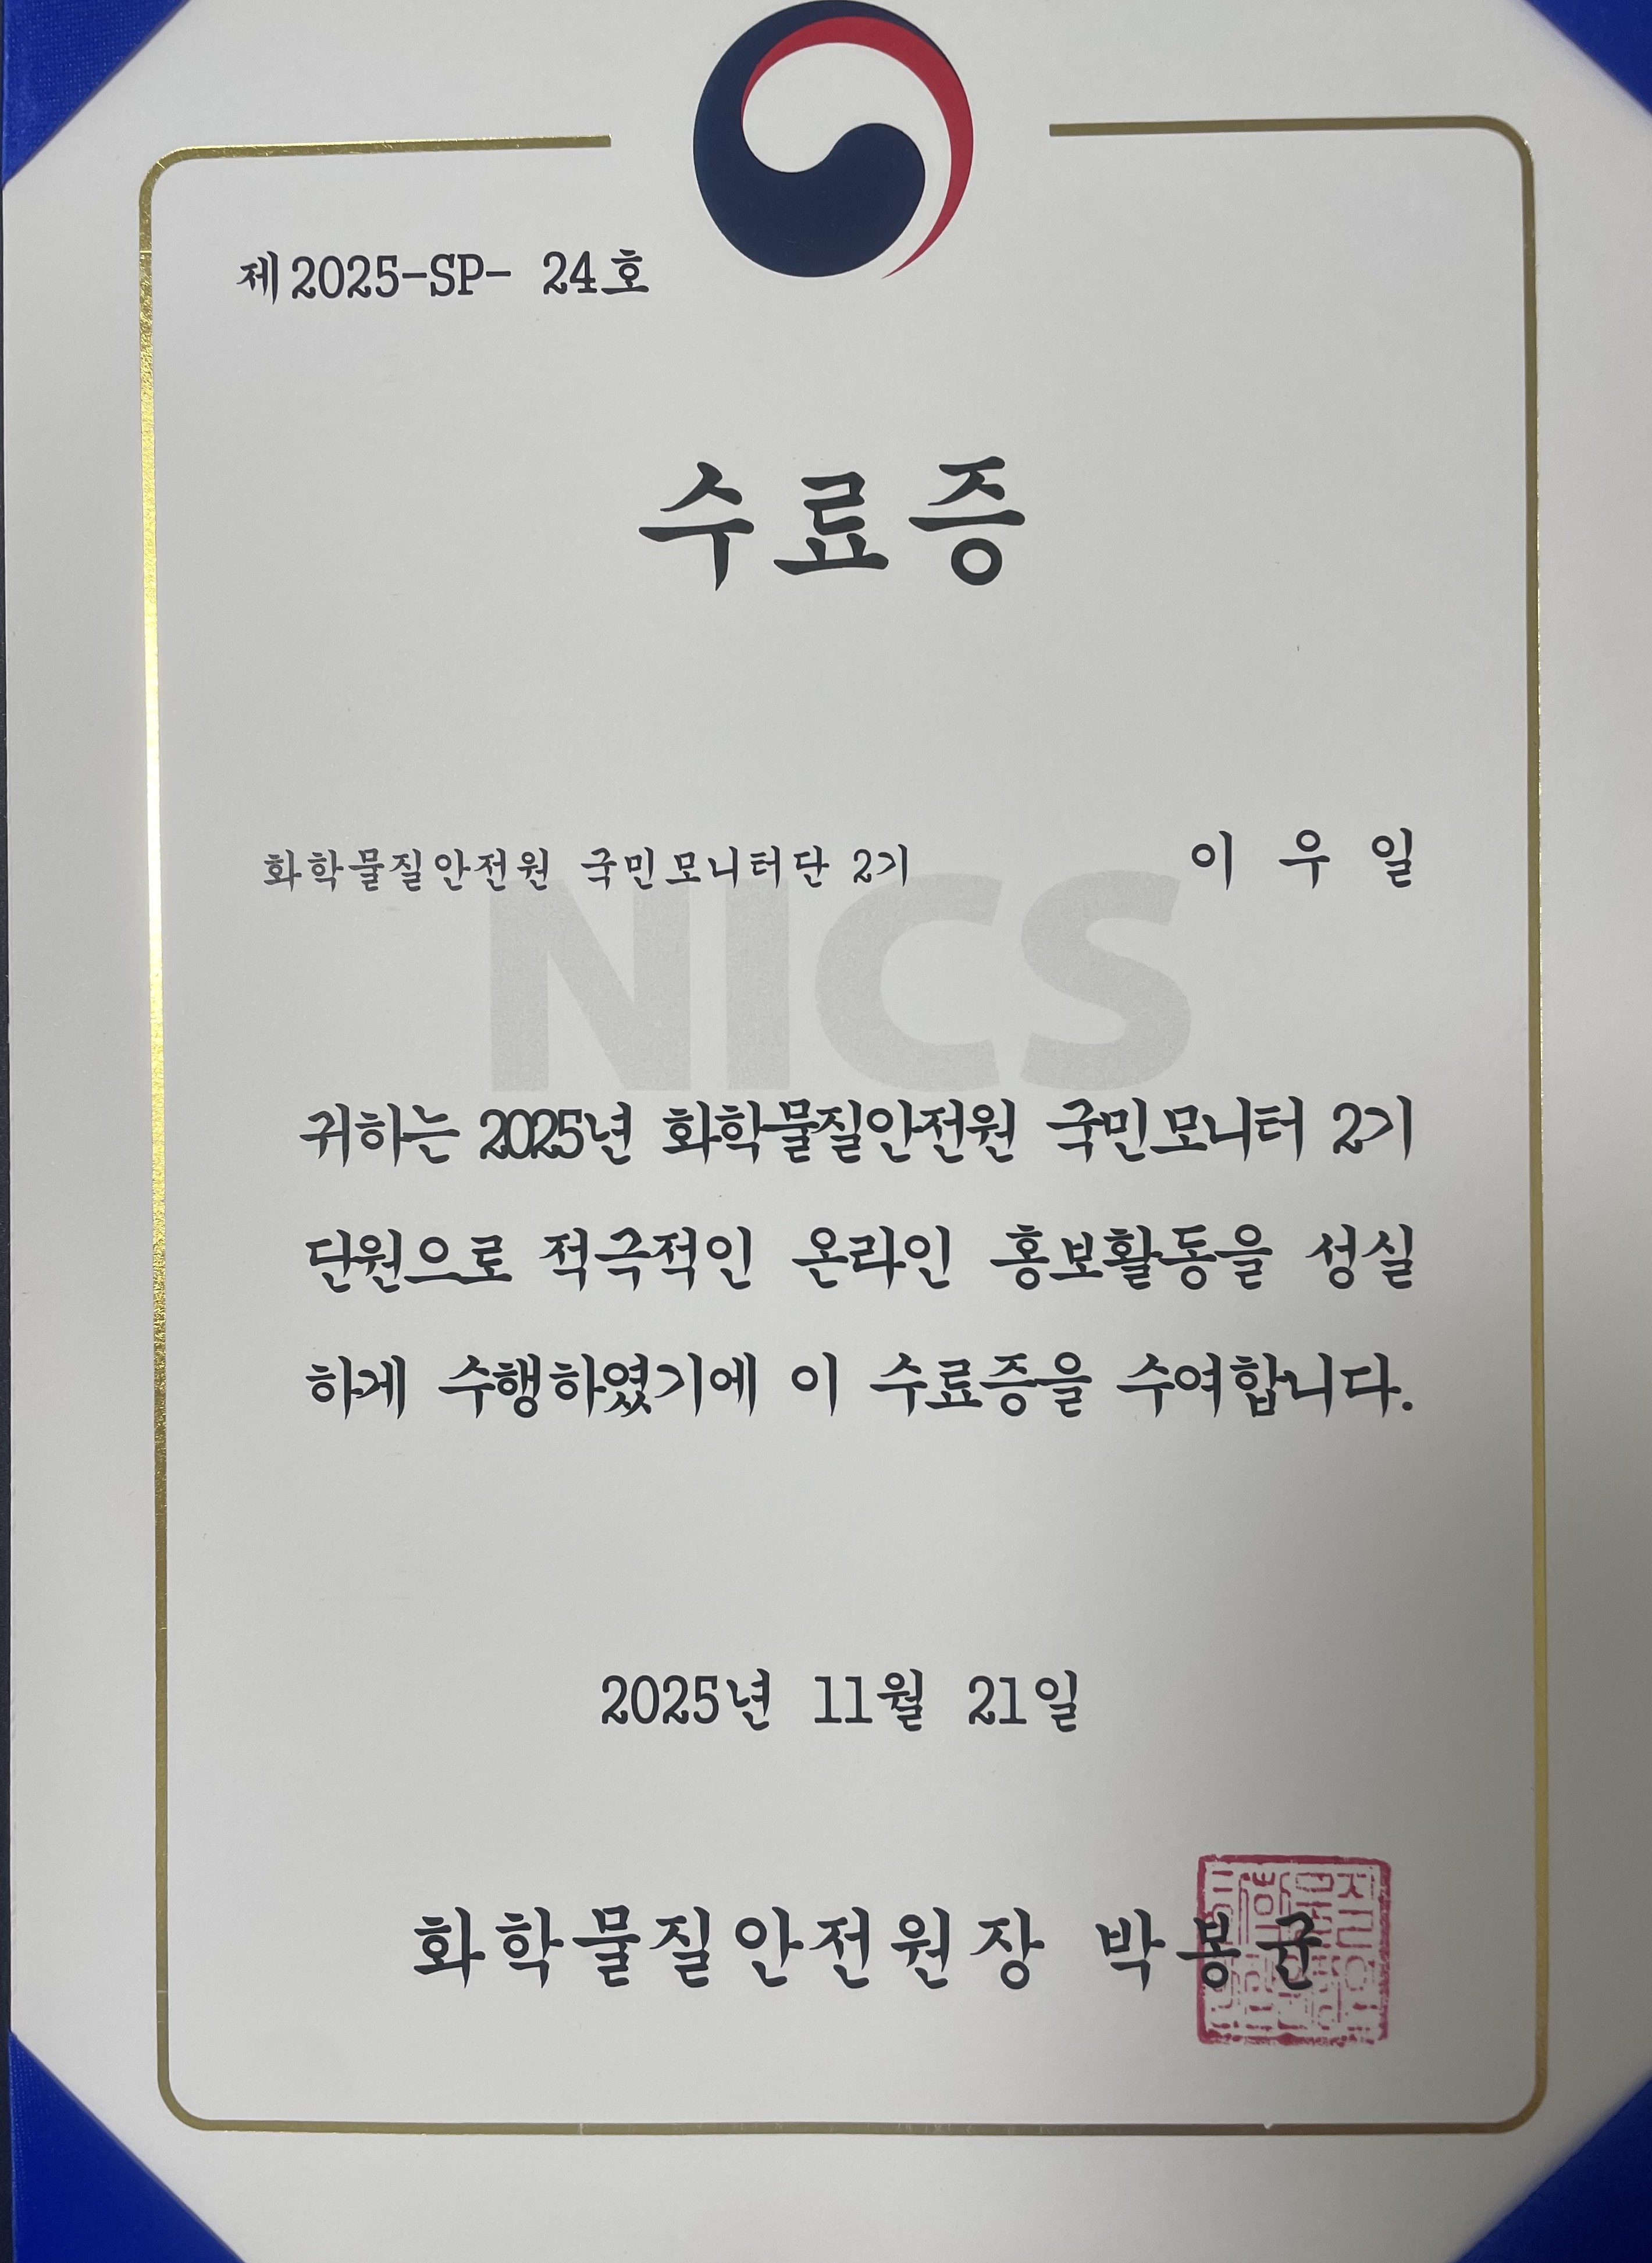 제2025-SP- 24호
수료증
화학물질안전원 국민모니터단 2기 이 우 일
NICS
귀하는 2025년 화학물질안전원 국민모니터 2기
단원으로 적극적인 온라인 홍보활동을 성실
하게 수행하였기에 이 수료증을 수여합니다.
2025년 11월 21일
화학물질안전원장 박봉균